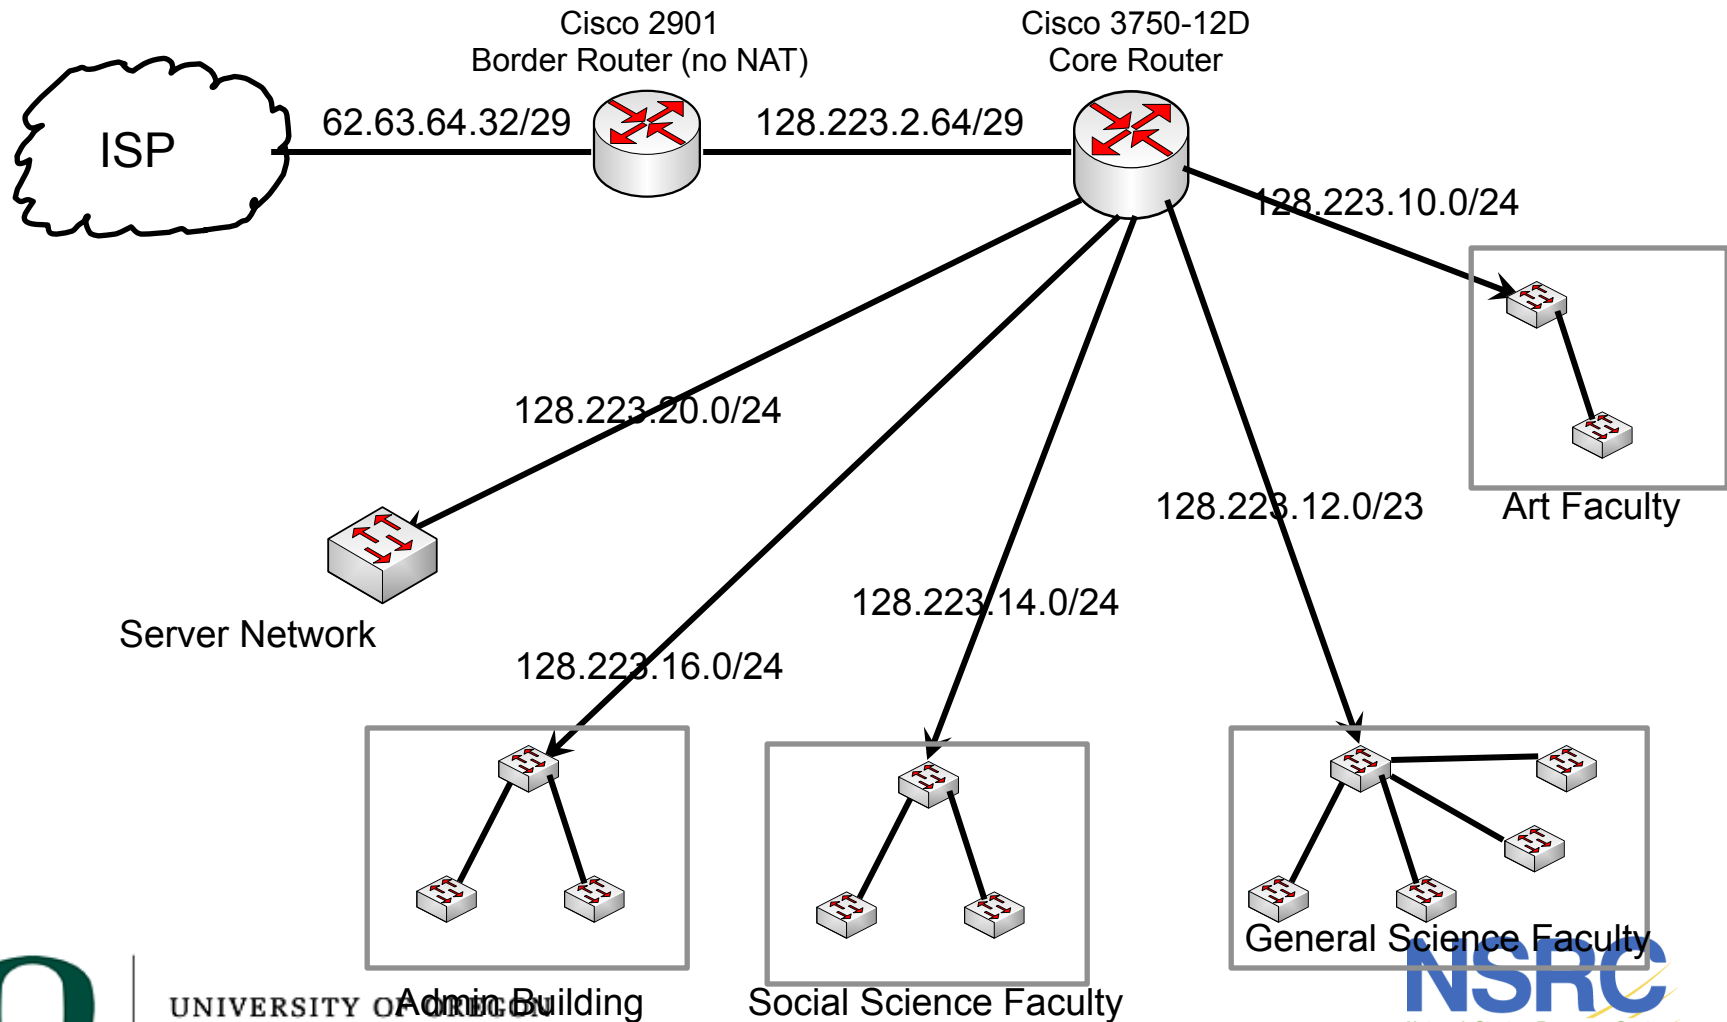 Cisco 2901
Border Router (no NAT)
Cisco 3750-12D
Core Router
ISP
62.63.64.32/29
128.223.2.64/29
128.223.10.0/24
128.223.20.0/24
128.223.12.0/23
Art Faculty
128.223.14.0/24
Server Network
128.223.16.0/24
General Science Faculty
NSRC
UNIVERSITY OF OREGON
Admin Building
Social Science Faculty